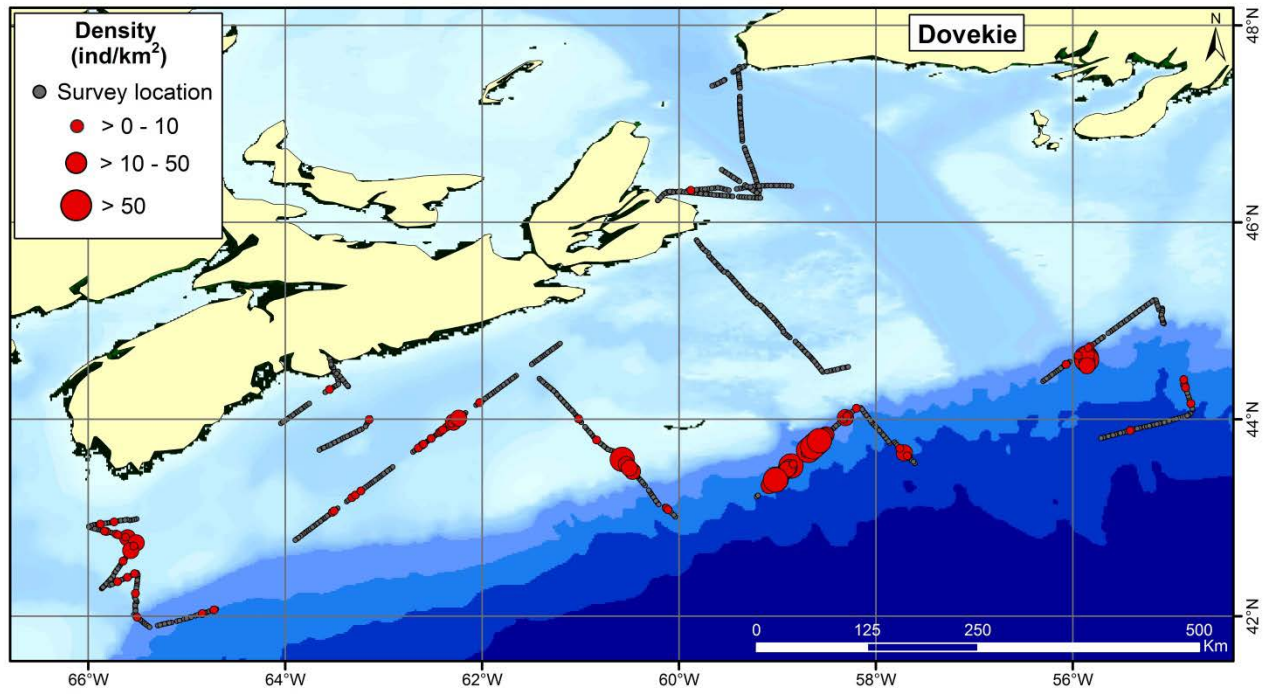 Density
(ind/km²)
Survey location
> 0 - 10
> 10 - 50
> 50
Dovekie
N
48°N
46°N
44°N
42°N
0 125 250 500
Km
66°W 64°W 62°W 60°W 58°W 56°W